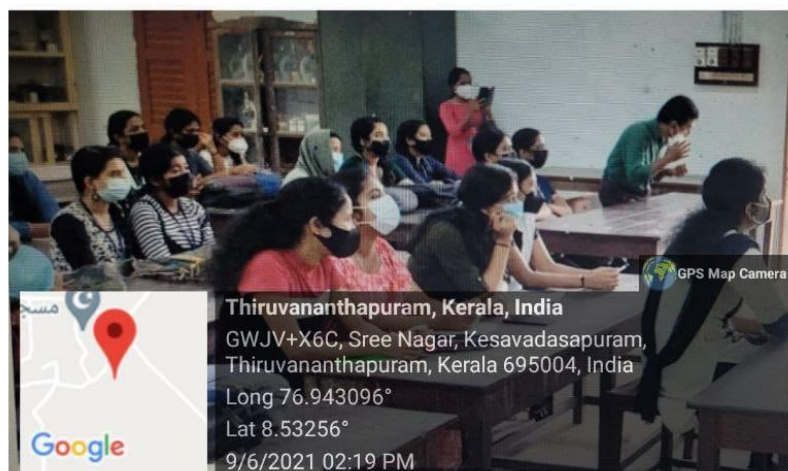 GPS Map Camera
مسجد
Thiruvananthapuram, Kerala, India
GWJV+X6C, Sree Nagar, Kesavadasapuram,
Thiruvananthapuram, Kerala 695004, India
Long 76.943096°
Lat 8.53256°
9/6/2021 02:19 PM
Google